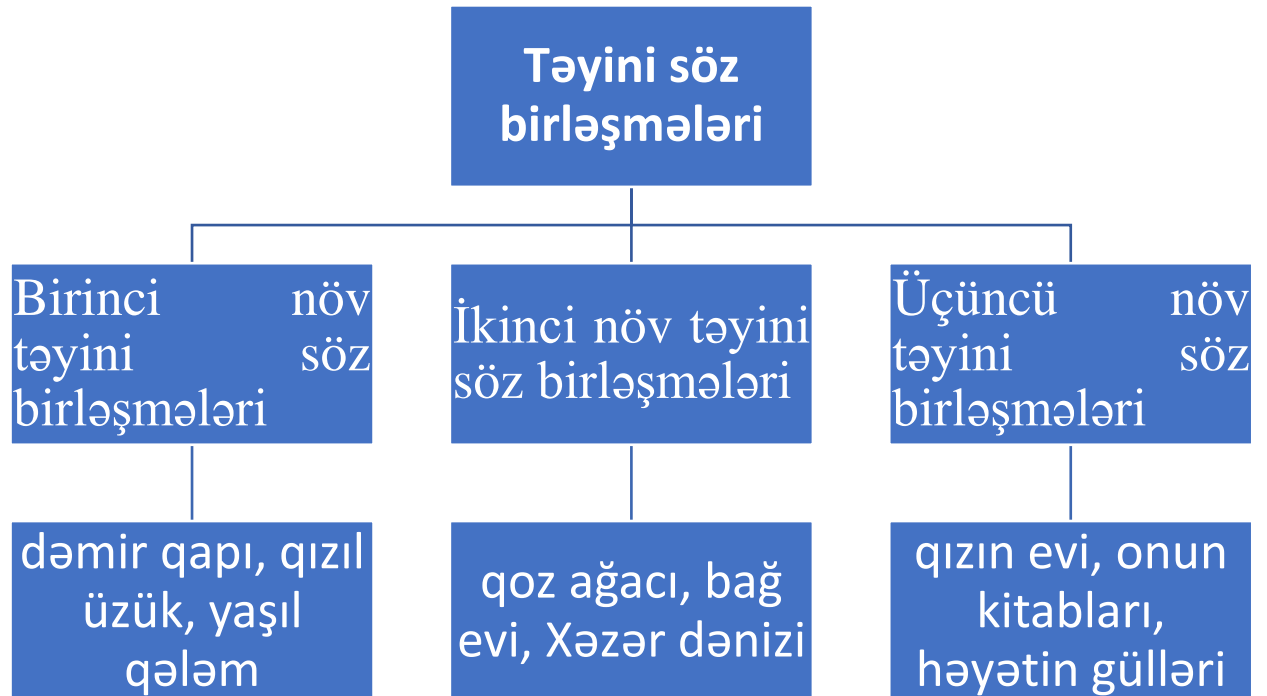 Təyini söz
birləşmələri
Birinci növ
təyini söz
birləşmələri
İkinci növ təyini
söz birləşmələri
Üçüncü növ
təyini söz
birləşmələri
dəmir qapı, qızıl
üzük, yaşıl
qələm
qoz ağacı, bağ
evi, Xəzər dənizi
qızın evi, onun
kitabları,
həyətin gülləri